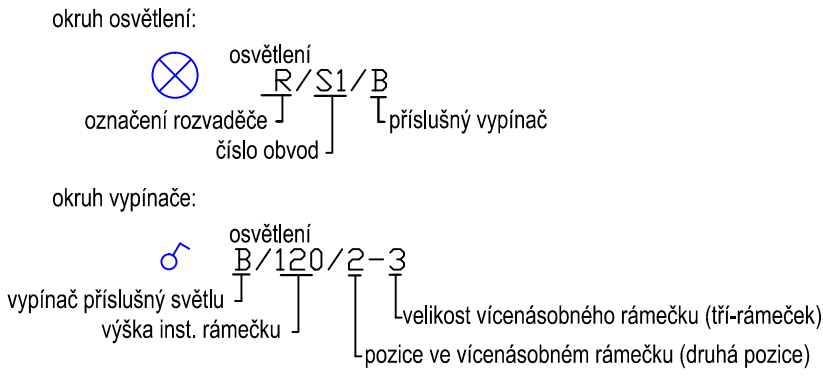 okruh osvětlení:
osvětlení
R/S1/B
označení rozvaděče
příslušný vypínač
číslo obvod
okruh vypínače:
osvětlení
B/120/2-3
vypínač příslušný světlu
velikost vícenásobného rámečku (tří-rámeček)
výška inst. rámečku
pozice ve vícenásobném rámečku (druhá pozice)